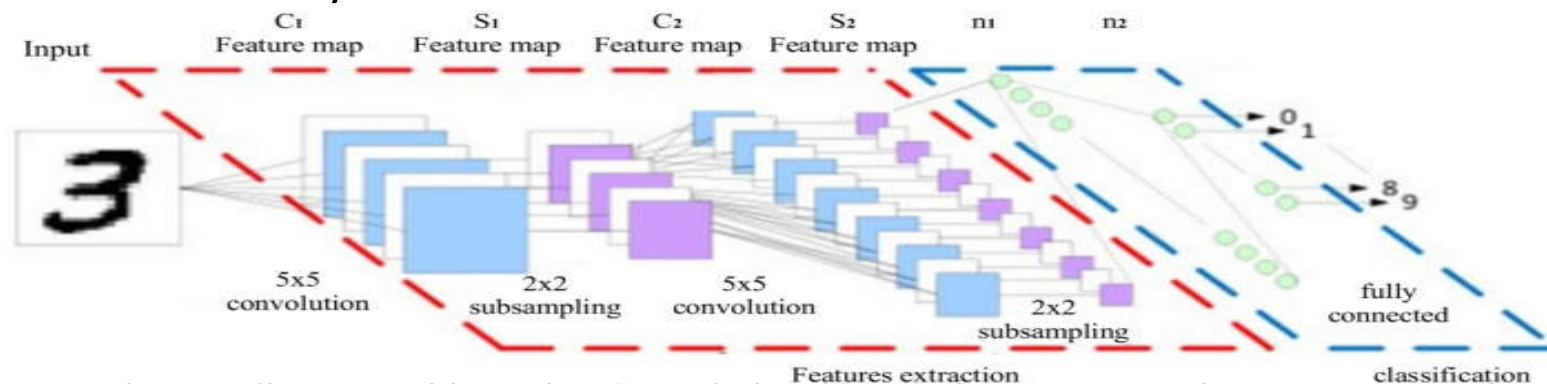 C₁ S₁ C₂ S₂ n₁ n₂
Input Feature map Feature map Feature map Feature map
3
0
1
8
9
5x5
convolution
2x2
subsampling
5x5
convolution
2x2
subsampling
fully
connected
Features extraction
classification